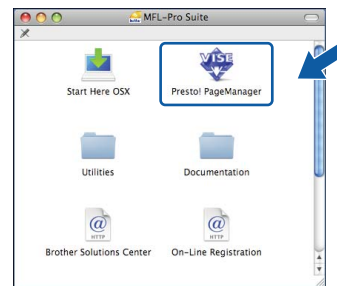 MFL-Pro Suite
VISE
Start Here OSX
Presto! PageManager
Utilities
Documentation
@
HTTP
@
HTTP
Brother Solutions Center
On-Line Registration